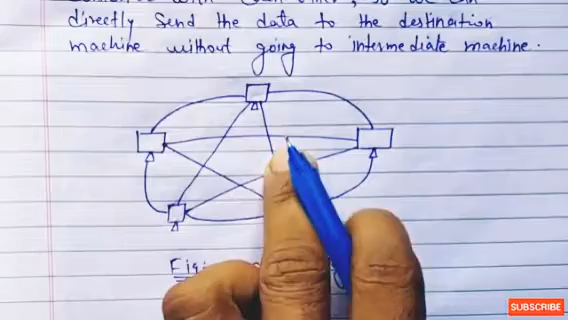 directly send the data to the destination
machine without going to intermediate machine.
SUBSCRIBE